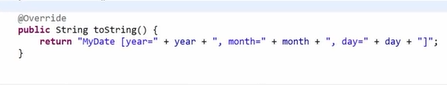 @Override
public String toString() {
    return "MyDate [year=" + year + ", month=" + month + ", day=" + day + "]";
}